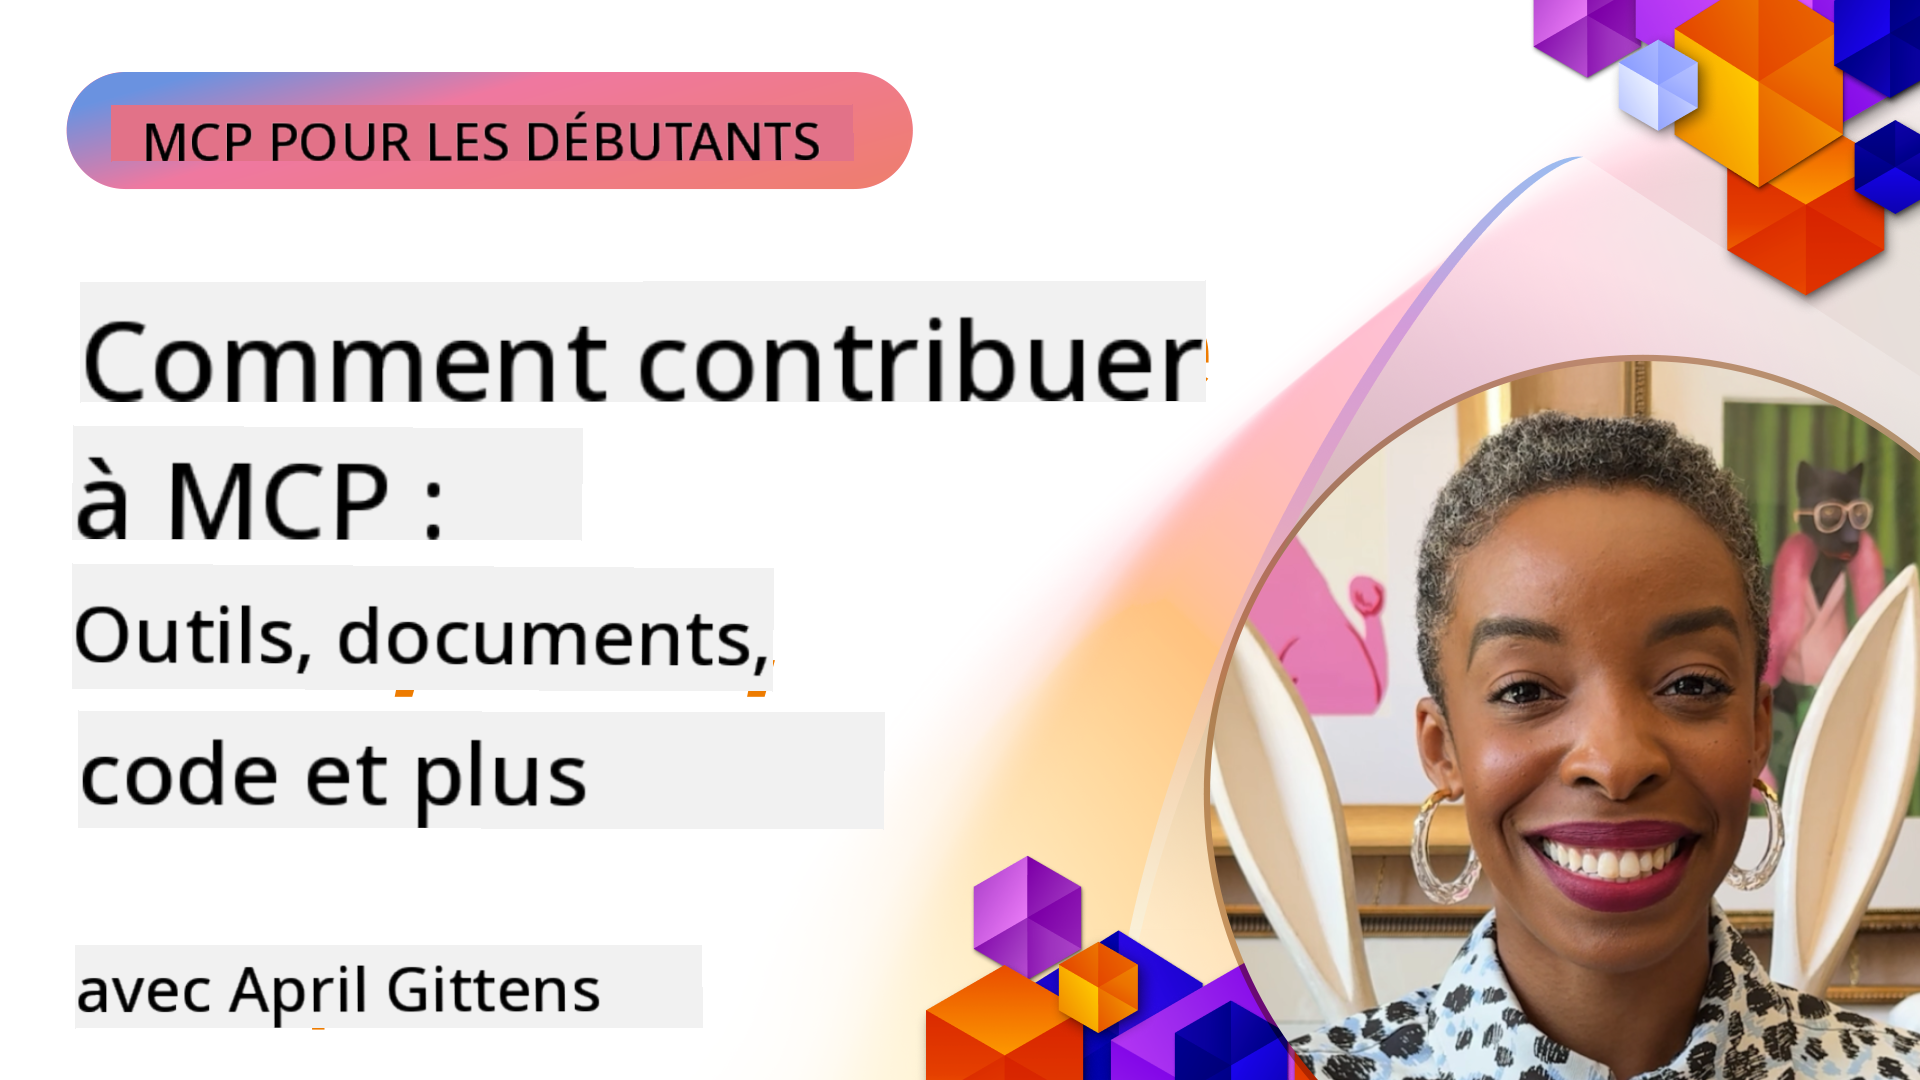 MCP POUR LES DÉBUTANTS
Comment contribuer
à MCP :
Outils, documents,
code et plus
avec April Gittens